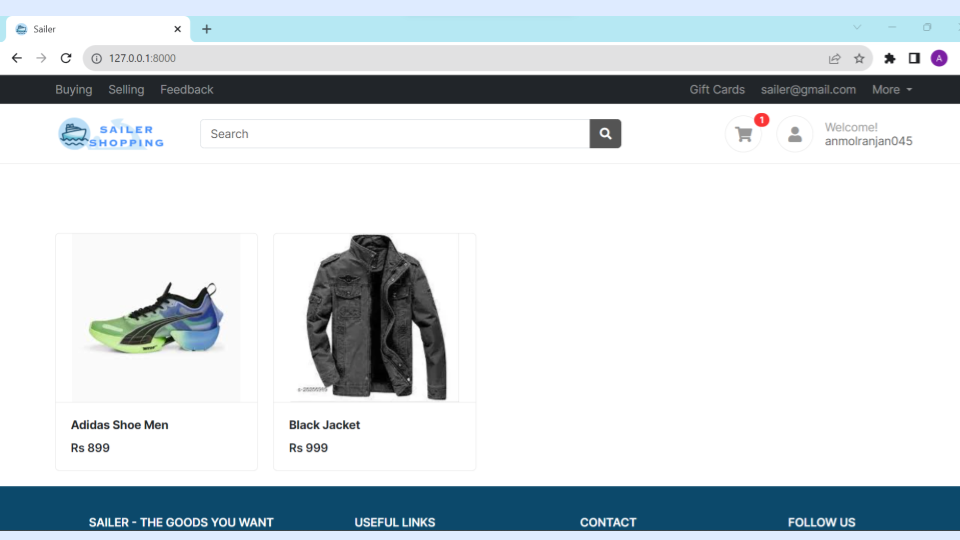 Sailer
127.0.0.1:8000
A
Buying Selling Feedback
Gift Cards sailer@gmail.com More
SAILER
SHOPPING
Search
1
Welcome!
anmolranjan045
Adidas Shoe Men
Rs 899
Black Jacket
Rs 999
SAILER - THE GOODS YOU WANT
USEFUL LINKS
CONTACT
FOLLOW US